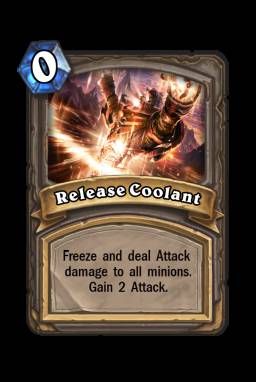 0
Release Coolant
Freeze and deal Attack
damage to all minions.
Gain 2 Attack.